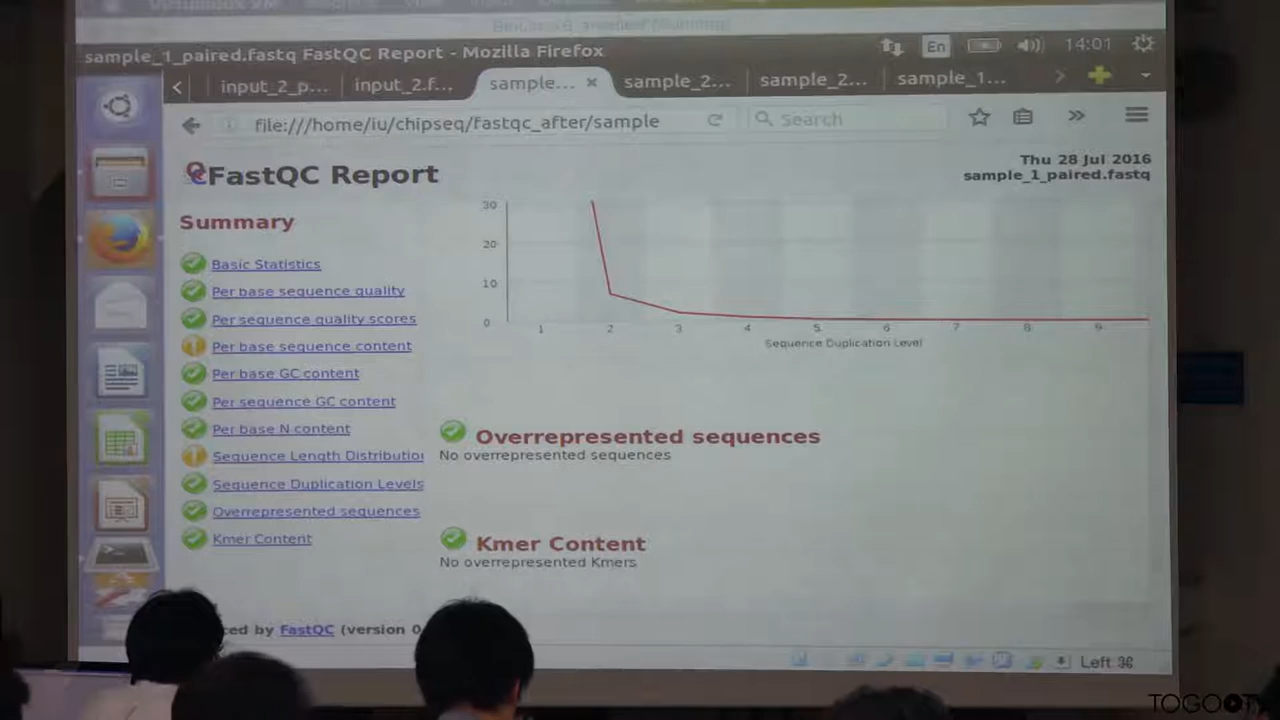 sample_1_paired.fastq FastQC Report - Mozilla Firefox
En
14:01
input_2_p...
input_2.f...
sample...
sample_2...
sample_2...
sample_1...
file:///home/iu/chipseq/fastqc_after/sample
Search
FastQC Report
Thu 28 Jul 2016
sample_1_paired.fastq
Summary
Basic Statistics
Per base sequence quality
Per sequence quality scores
Per base sequence content
Per base GC content
Per sequence GC content
Per base N content
Sequence Length Distributio
Sequence Duplication Levels
Overrepresented sequences
Kmer Content
30
20
10
0
1 2 3 4 5 6 7 8 9
Sequence Duplication Level
Overrepresented sequences
No overrepresented sequences
Kmer Content
No overrepresented Kmers
ced by FastQC (version 0
Left ⌘